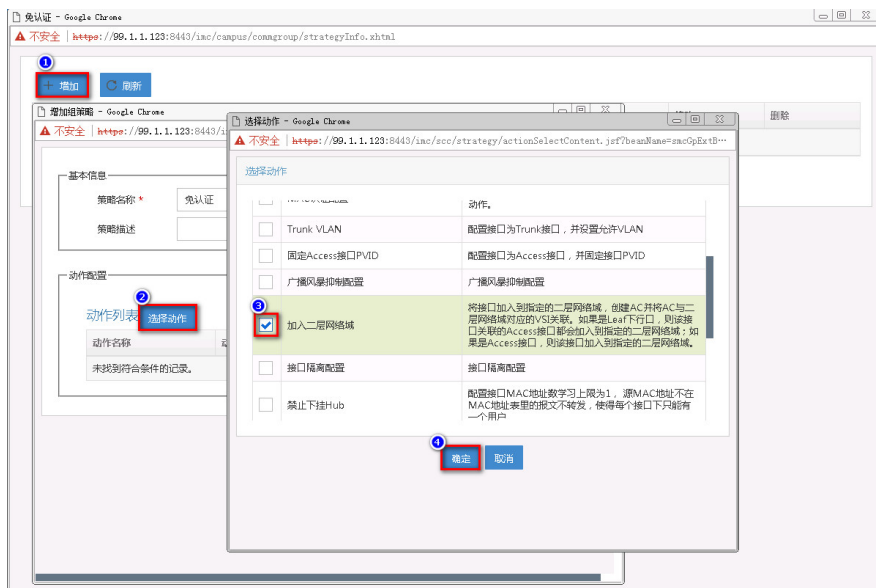 免认证 - Google Chrome
不安全 | https://99.1.1.123:8443/imc/campus/commgroup/strategyInfo.xhtml
1
+ 增加 刷新
删除
增加组策略 - Google Chrome
不安全 | https://99.1.1.123:8443/i
基本信息
策略名称 * 免认证
策略描述
动作配置
2
动作列表 选择动作
动作名称
未找到符合条件的记录。
选择动作 - Google Chrome
不安全 | https://99.1.1.123:8443/imc/scc/strategy/actionSelectContent.jsf?beanName=smcGpExtB…
选择动作
动作。
Trunk VLAN 配置接口为Trunk接口，并设置允许VLAN
固定Access接口PVID 配置接口为Access接口，并固定接口PVID
广播风暴抑制配置 广播风暴抑制配置
3
加入二层网络域
将接口加入到指定的二层网络域，创建AC并将AC与二
层网络域对应的VSI关联。如果是Leaf下行口，则该接
口关联的Access接口都会加入到指定的二层网络域；如
果是Access接口，则该接口加入到指定的二层网络域。
接口隔离配置 接口隔离配置
禁止下挂Hub
配置接口MAC地址数学习上限为1，源MAC地址不在
MAC地址表里的报文不转发，使得每个接口下只能有
一个用户
4
确定 取消